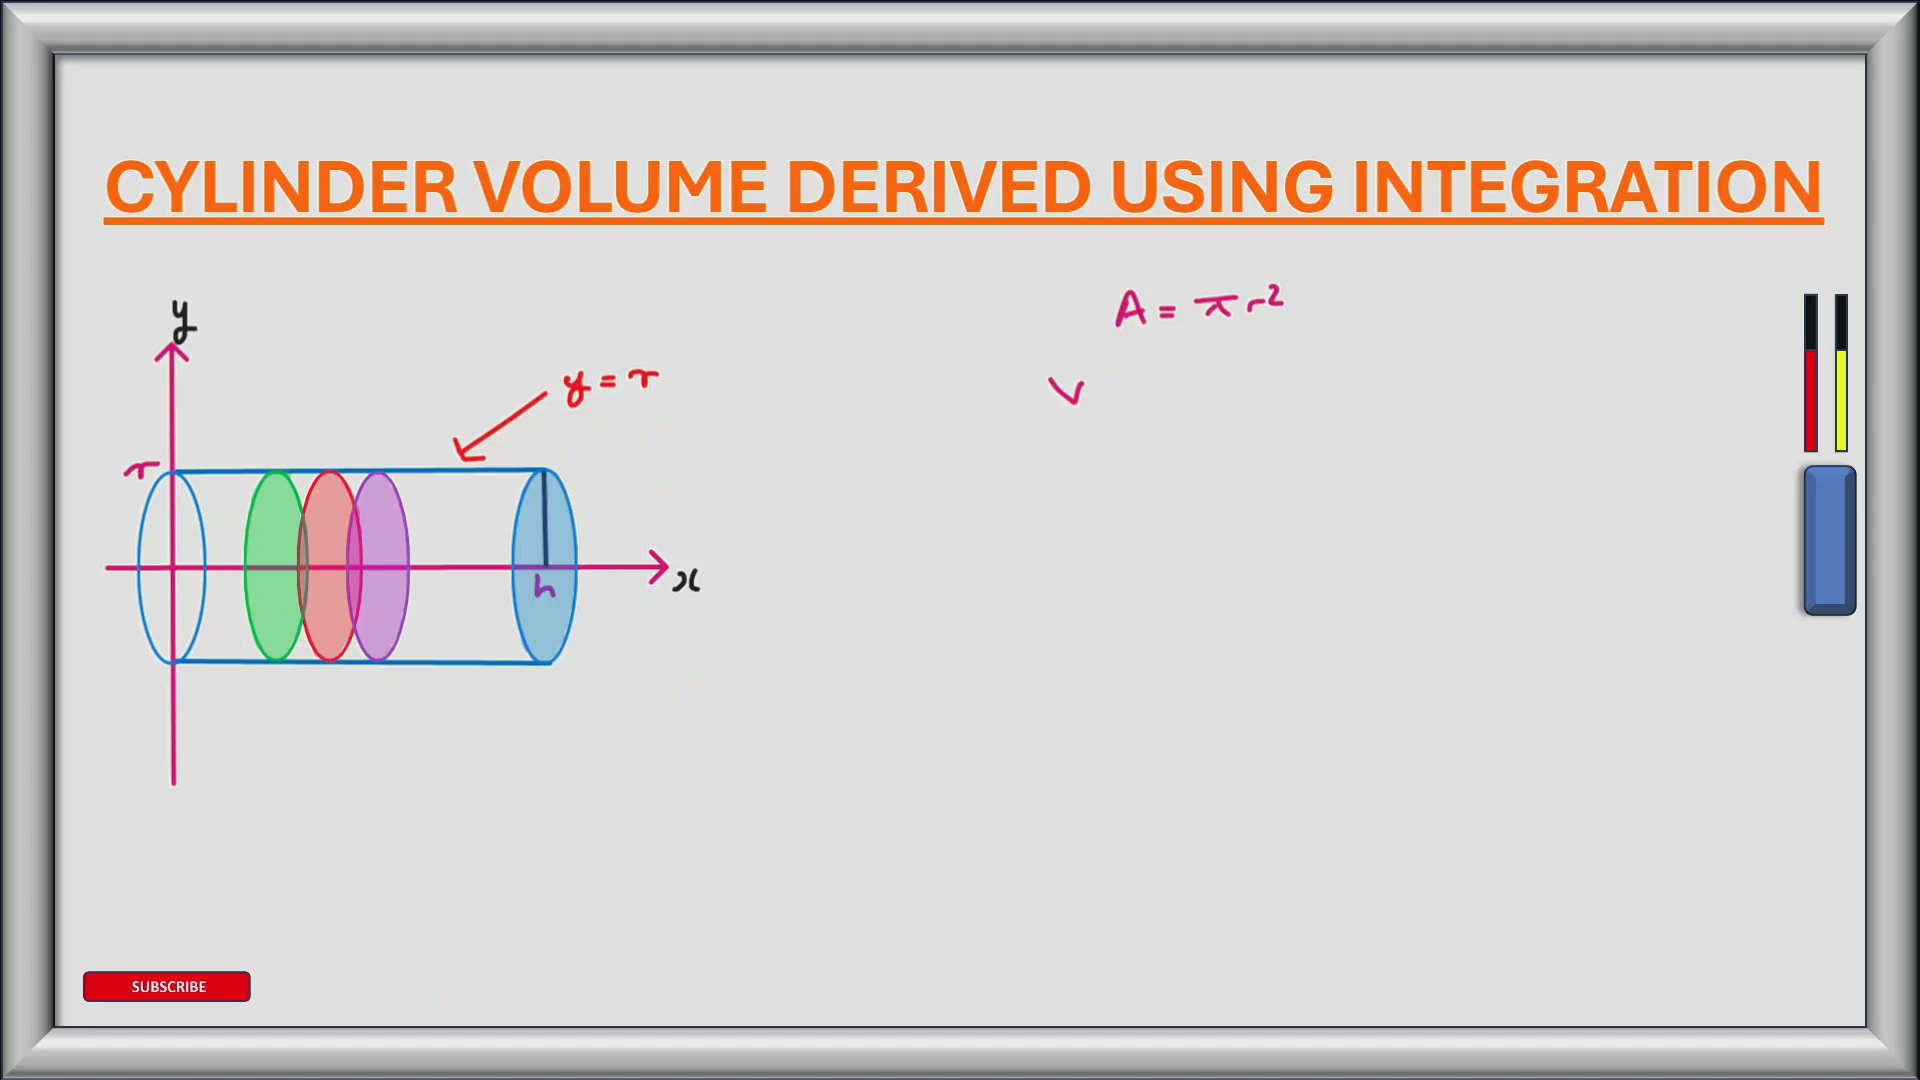 CYLINDER VOLUME DERIVED USING INTEGRATION
A = πr²
y
y = r
V
r
h
x
SUBSCRIBE